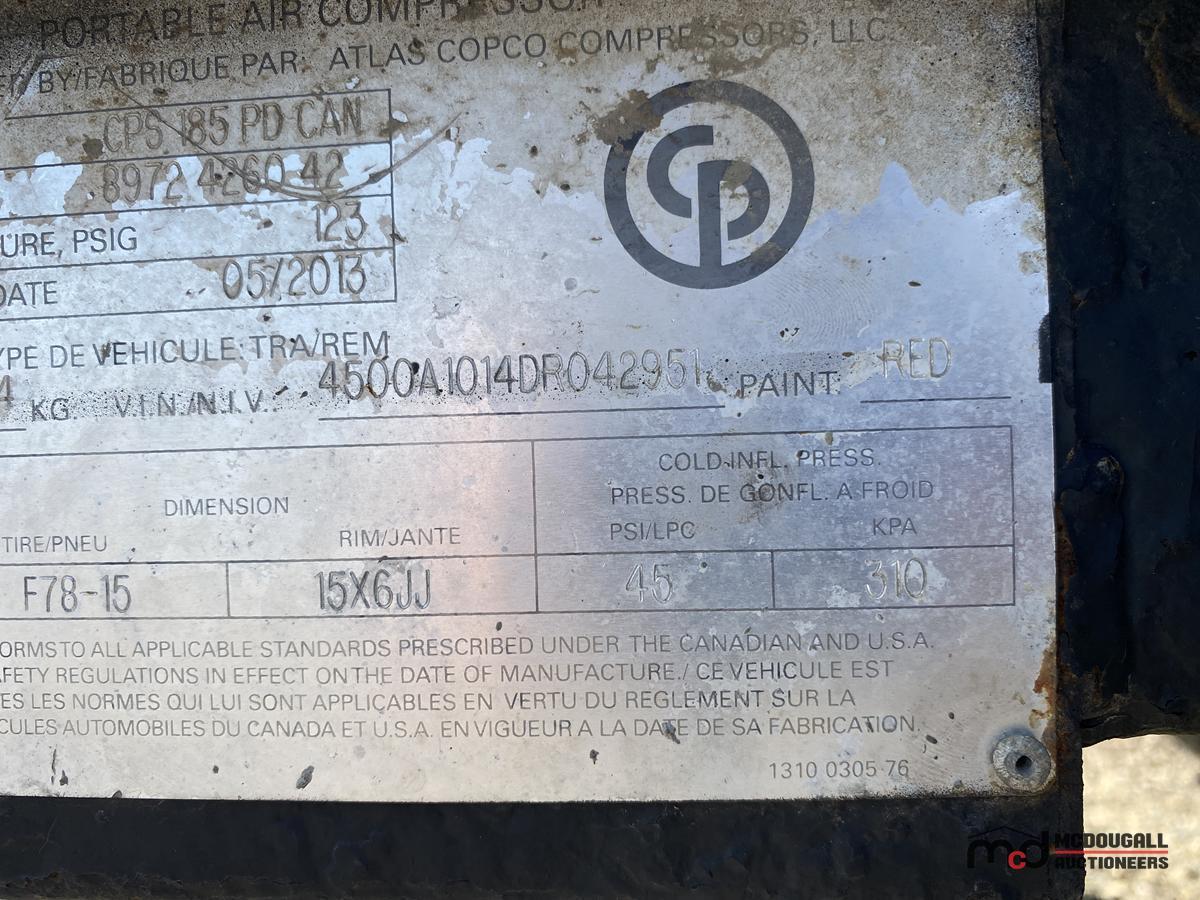 PORTABLE AIR COMPRESSOR
BY/FABRIQUE PAR: ATLAS COPCO COMPRESSORS, LLC.
CPS 185 PD CAN
8972 4260 42
URE, PSIG 123
DATE 05/2013
CP
YPE DE VEHICULE: TRA/REM
4 KG V.I.N./N.I.V.: 4500A1014DR042951 PAINT: RED
COLD INFL. PRESS.
DIMENSION PRESS. DE GONFL. A FROID
TIRE/PNEU RIM/JANTE PSI/LPC KPA
F78-15 15X6JJ 45 310
ORMS TO ALL APPLICABLE STANDARDS PRESCRIBED UNDER THE CANADIAN AND U.S.A.
AFETY REGULATIONS IN EFFECT ON THE DATE OF MANUFACTURE./ CE VEHICULE EST
ES LES NORMES QUI LUI SONT APPLICABLES EN VERTU DU REGLEMENT SUR LA
CULES AUTOMOBILES DU CANADA ET U.S.A. EN VIGUEUR A LA DATE DE SA FABRICATION.
1310 0305 76
mcd MCDOUGALL
AUCTIONEERS